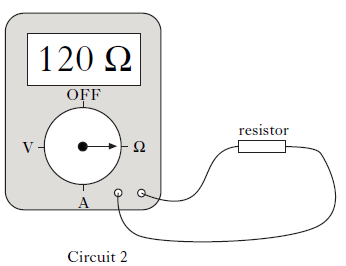 120 Ω
OFF
V
Ω
A
resistor
Circuit 2